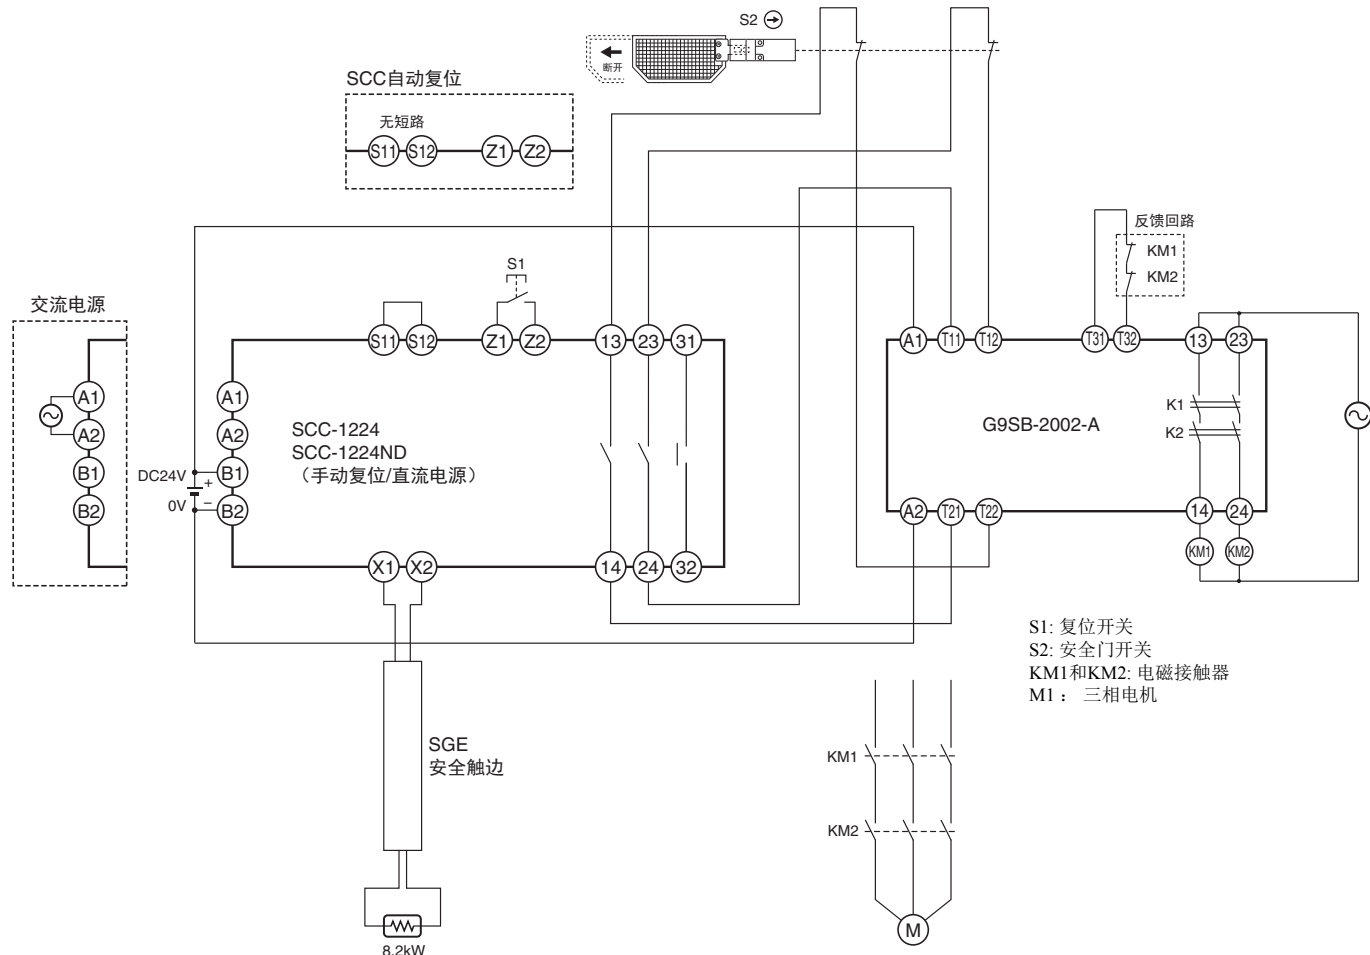 S2
断开
SCC自动复位
无短路
S11 S12 Z1 Z2
反馈回路
KM1
KM2
S1
交流电源
S11 S12 Z1 Z2 13 23 31
A1 T11 T12 T31 T32 13 23
A1
A2
B1
B2
A1
A2
B1
B2
DC24V
+
0V
−
SCC-1224
SCC-1224ND
（手动复位/直流电源）
G9SB-2002-A
K1
K2
A2 T21 T22 14 24
KM1 KM2
X1 X2 14 24 32
S1: 复位开关
S2: 安全门开关
KM1和KM2: 电磁接触器
M1： 三相电机
SGE
安全触边
KM1
KM2
M
8.2kW